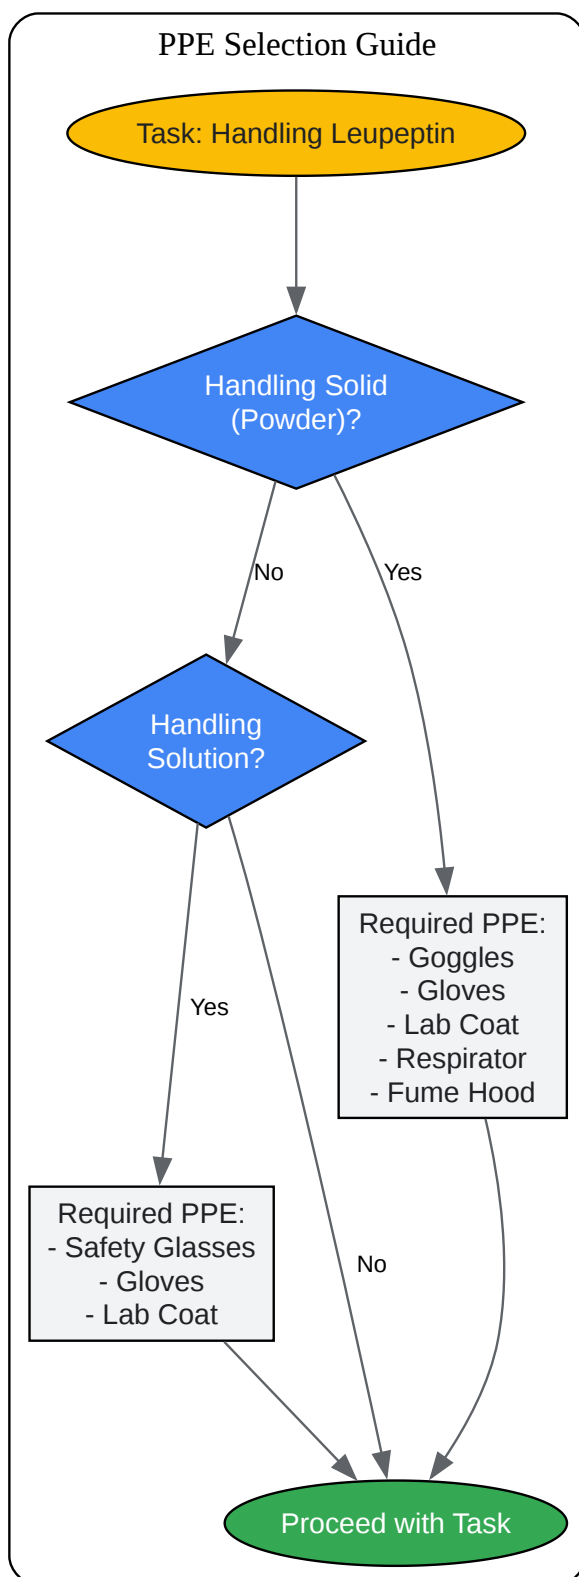 PPE Selection Guide
Task: Handling Leupeptin
Handling Solid
(Powder)?
No
Yes
Handling
Solution?
Required PPE:
- Goggles
- Gloves
- Lab Coat
- Respirator
- Fume Hood
Yes
Required PPE:
- Safety Glasses
- Gloves
- Lab Coat
No
Proceed with Task